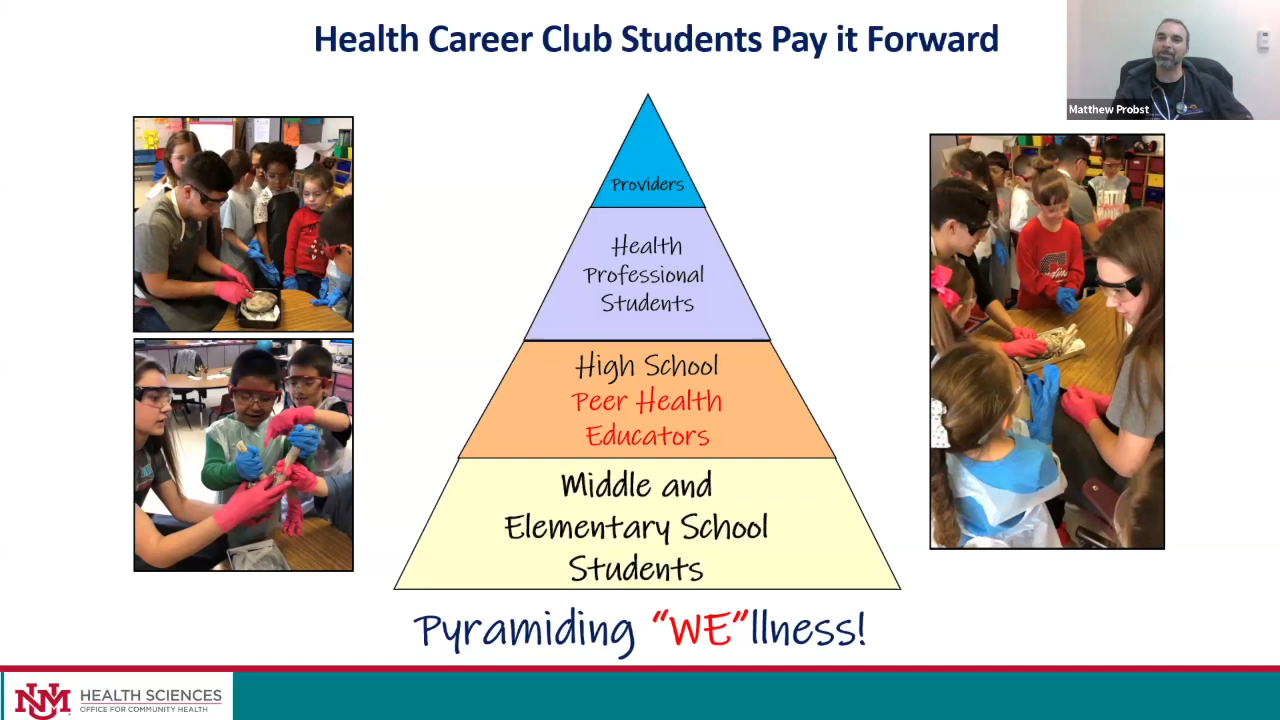 Health Career Club Students Pay it Forward
Matthew Probst
Providers
Health
Professional
Students
High School
Peer Health
Educators
Middle and
Elementary School
Students
Pyramiding “WE”llness!
UNM HEALTH SCIENCES
OFFICE FOR COMMUNITY HEALTH